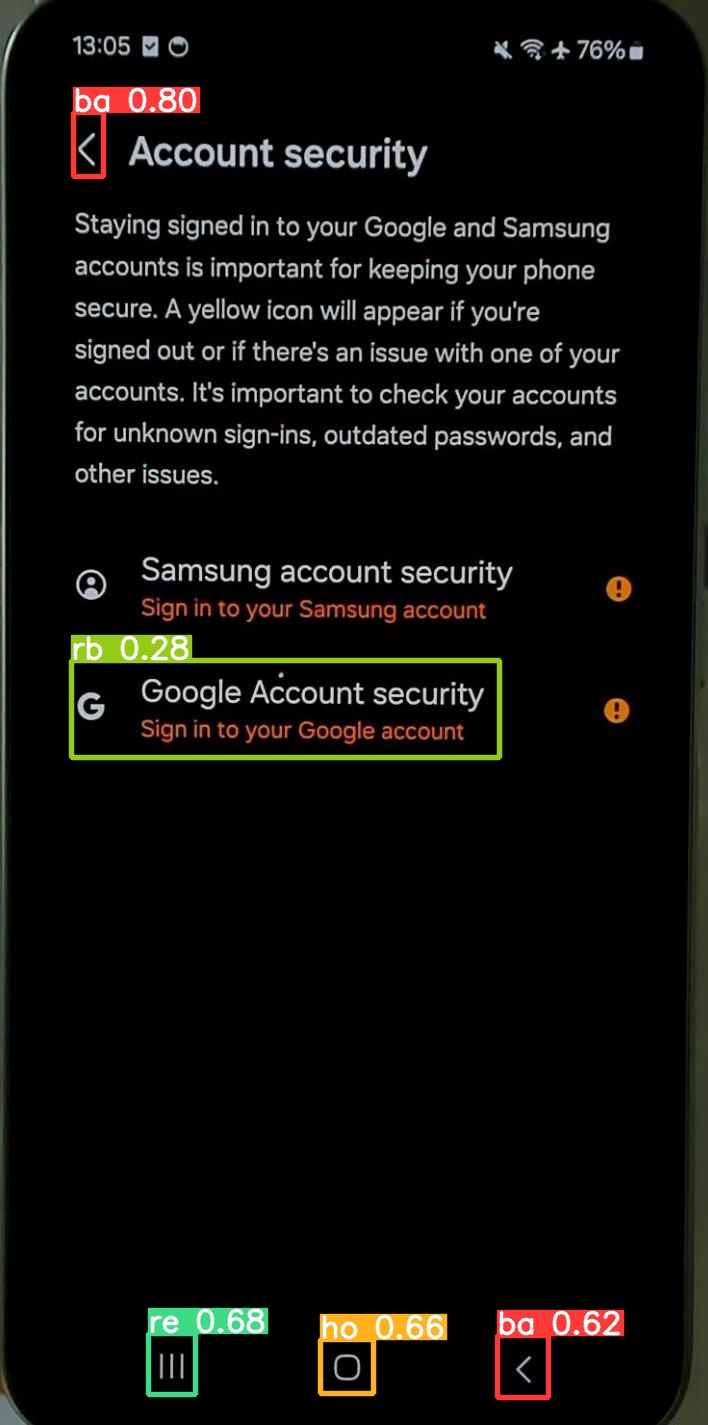 13:05 76%
ba 0.80
Account security
Staying signed in to your Google and Samsung
accounts is important for keeping your phone
secure. A yellow icon will appear if you're
signed out or if there's an issue with one of your
accounts. It's important to check your accounts
for unknown sign-ins, outdated passwords, and
other issues.
Samsung account security
Sign in to your Samsung account
rb 0.28
G Google Account security
Sign in to your Google account
re 0.68 ho 0.66 ba 0.62